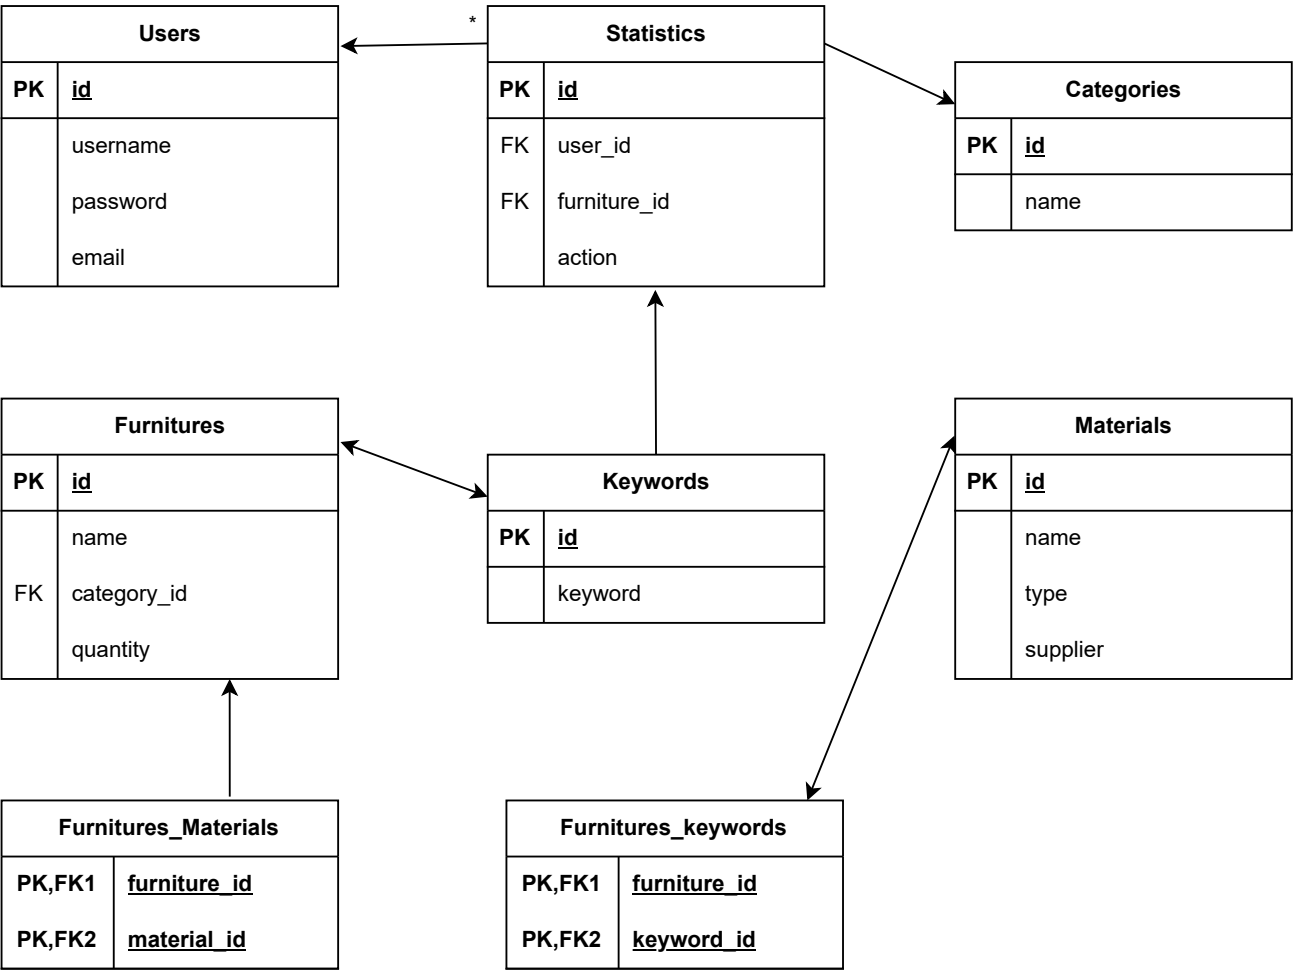 Users
PK id
username
password
email
*
Statistics
PK id
FK user_id
FK furniture_id
action
Categories
PK id
name
Furnitures
PK id
name
FK category_id
quantity
Keywords
PK id
keyword
Materials
PK id
name
type
supplier
Furnitures_Materials
PK,FK1 furniture_id
PK,FK2 material_id
Furnitures_keywords
PK,FK1 furniture_id
PK,FK2 keyword_id